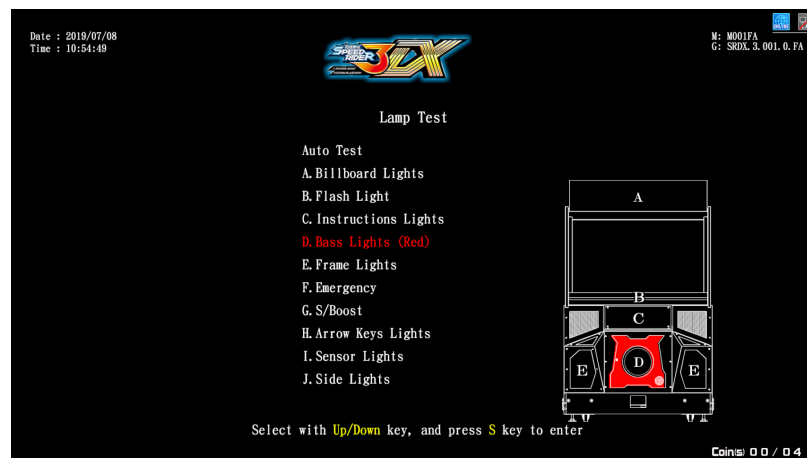 Date : 2019/07/08
Time : 10:54:49
ONLINE
M: M001FA
G: SRDX.3.001.0.FA
SPEED
RIDER
3DX
Lamp Test
Auto Test
A.Billboard Lights
B.Flash Light
C.Instructions Lights
D.Bass Lights (Red)
E.Frame Lights
F.Emergency
G.S/Boost
H.Arrow Keys Lights
I.Sensor Lights
J.Side Lights
A
B
C
D
E
E
Select with Up/Down key, and press S key to enter
Coin(s) 00/04